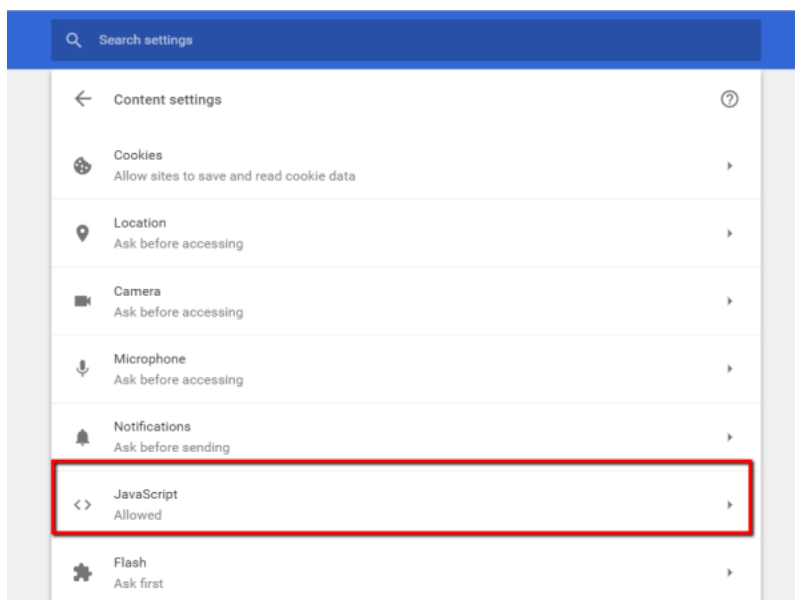 Search settings
Content settings
Cookies
Allow sites to save and read cookie data
Location
Ask before accessing
Camera
Ask before accessing
Microphone
Ask before accessing
Notifications
Ask before sending
JavaScript
Allowed
Flash
Ask first